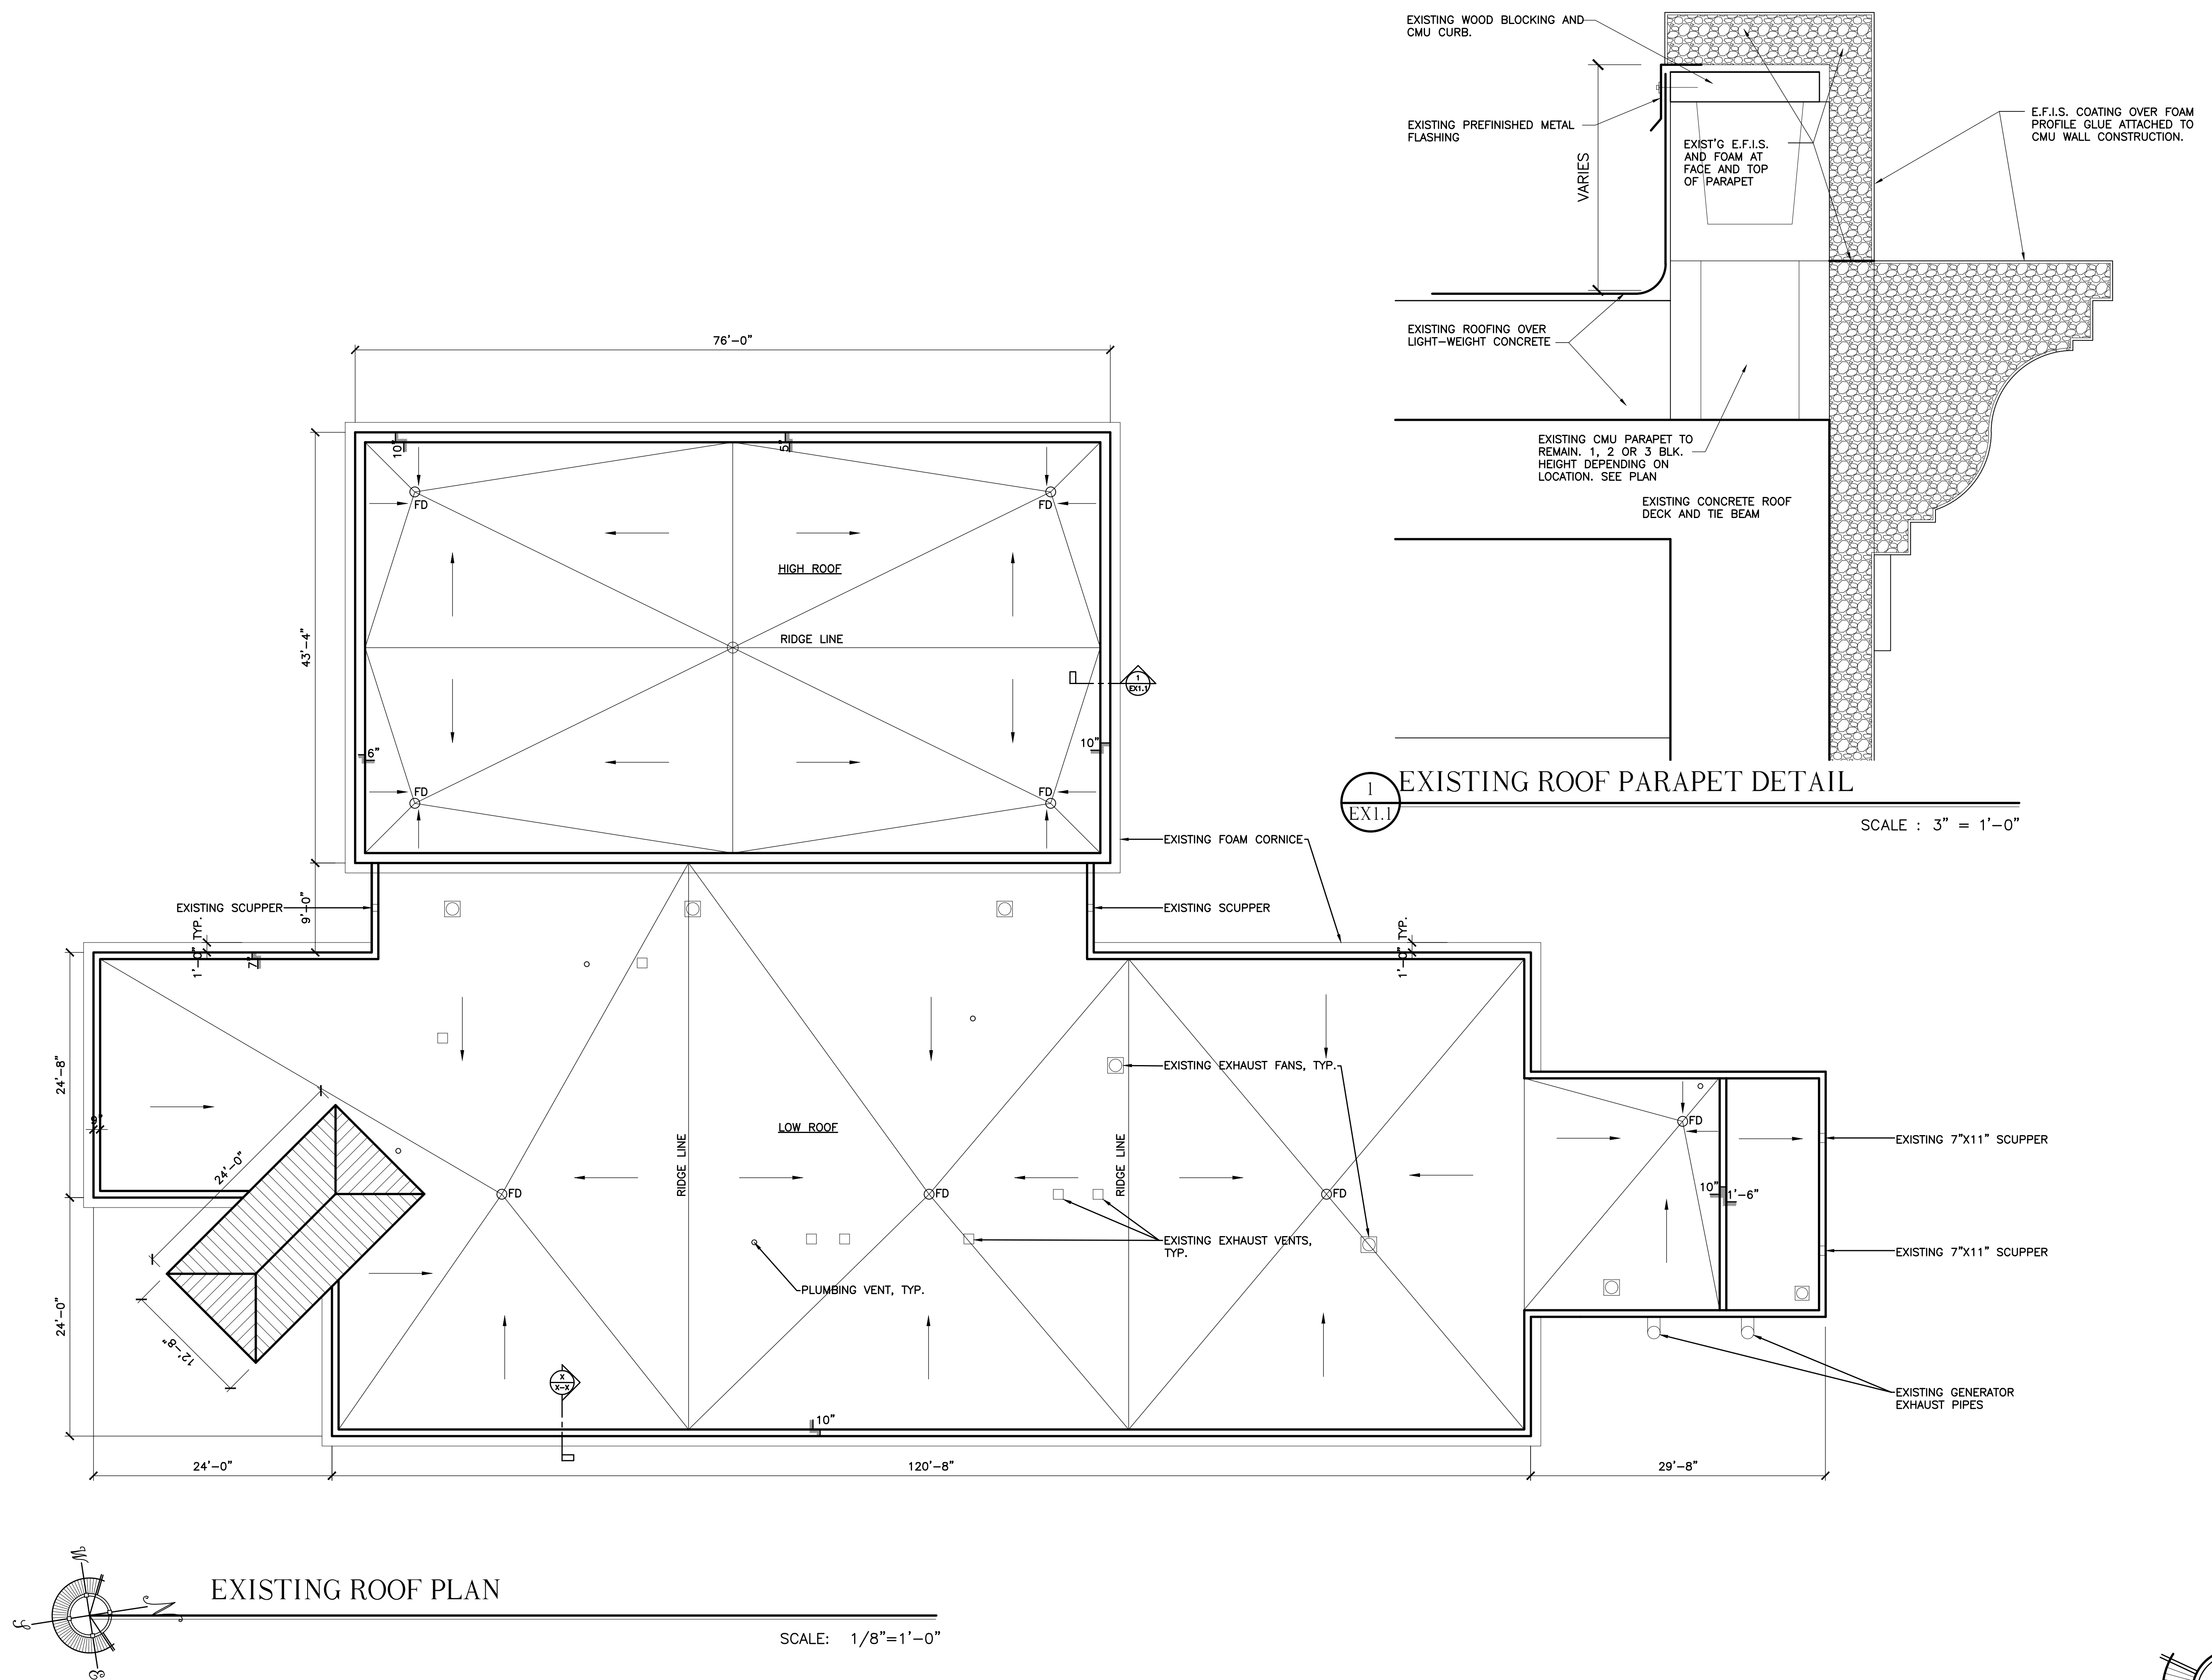 EXISTING WOOD BLOCKING AND
CMU CURB.
EXISTING PREFINISHED METAL
FLASHING
VARIES
EXIST'G E.F.I.S.
AND FOAM AT
FACE AND TOP
OF PARAPET
E.F.I.S. COATING OVER FOAM
PROFILE GLUE ATTACHED TO
CMU WALL CONSTRUCTION.
EXISTING ROOFING OVER
LIGHT-WEIGHT CONCRETE
EXISTING CMU PARAPET TO
REMAIN. 1, 2 OR 3 BLK.
HEIGHT DEPENDING ON
LOCATION. SEE PLAN
EXISTING CONCRETE ROOF
DECK AND TIE BEAM
1
EX1.1
EXISTING ROOF PARAPET DETAIL
SCALE : 3" = 1'-0"
76'-0"
10"
5"
FD
FD
HIGH ROOF
43'-4"
RIDGE LINE
1
EX1.1
6"
10"
FD
FD
EXISTING FOAM CORNICE
EXISTING SCUPPER
9'-0"
EXISTING SCUPPER
1'-0" TYP.
7"
1'-0" TYP.
24'-8"
EXISTING EXHAUST FANS, TYP.
LOW ROOF
RIDGE LINE
RIDGE LINE
FD
EXISTING 7"X11" SCUPPER
24'-0"
FD
FD
FD
10"
1'-6"
EXISTING EXHAUST VENTS,
TYP.
EXISTING 7"X11" SCUPPER
PLUMBING VENT, TYP.
24'-0"
12'-8"
X
X-X
EXISTING GENERATOR
EXHAUST PIPES
10"
24'-0"
120'-8"
29'-8"
W
N
S
E
EXISTING ROOF PLAN
SCALE: 1/8"=1'-0"